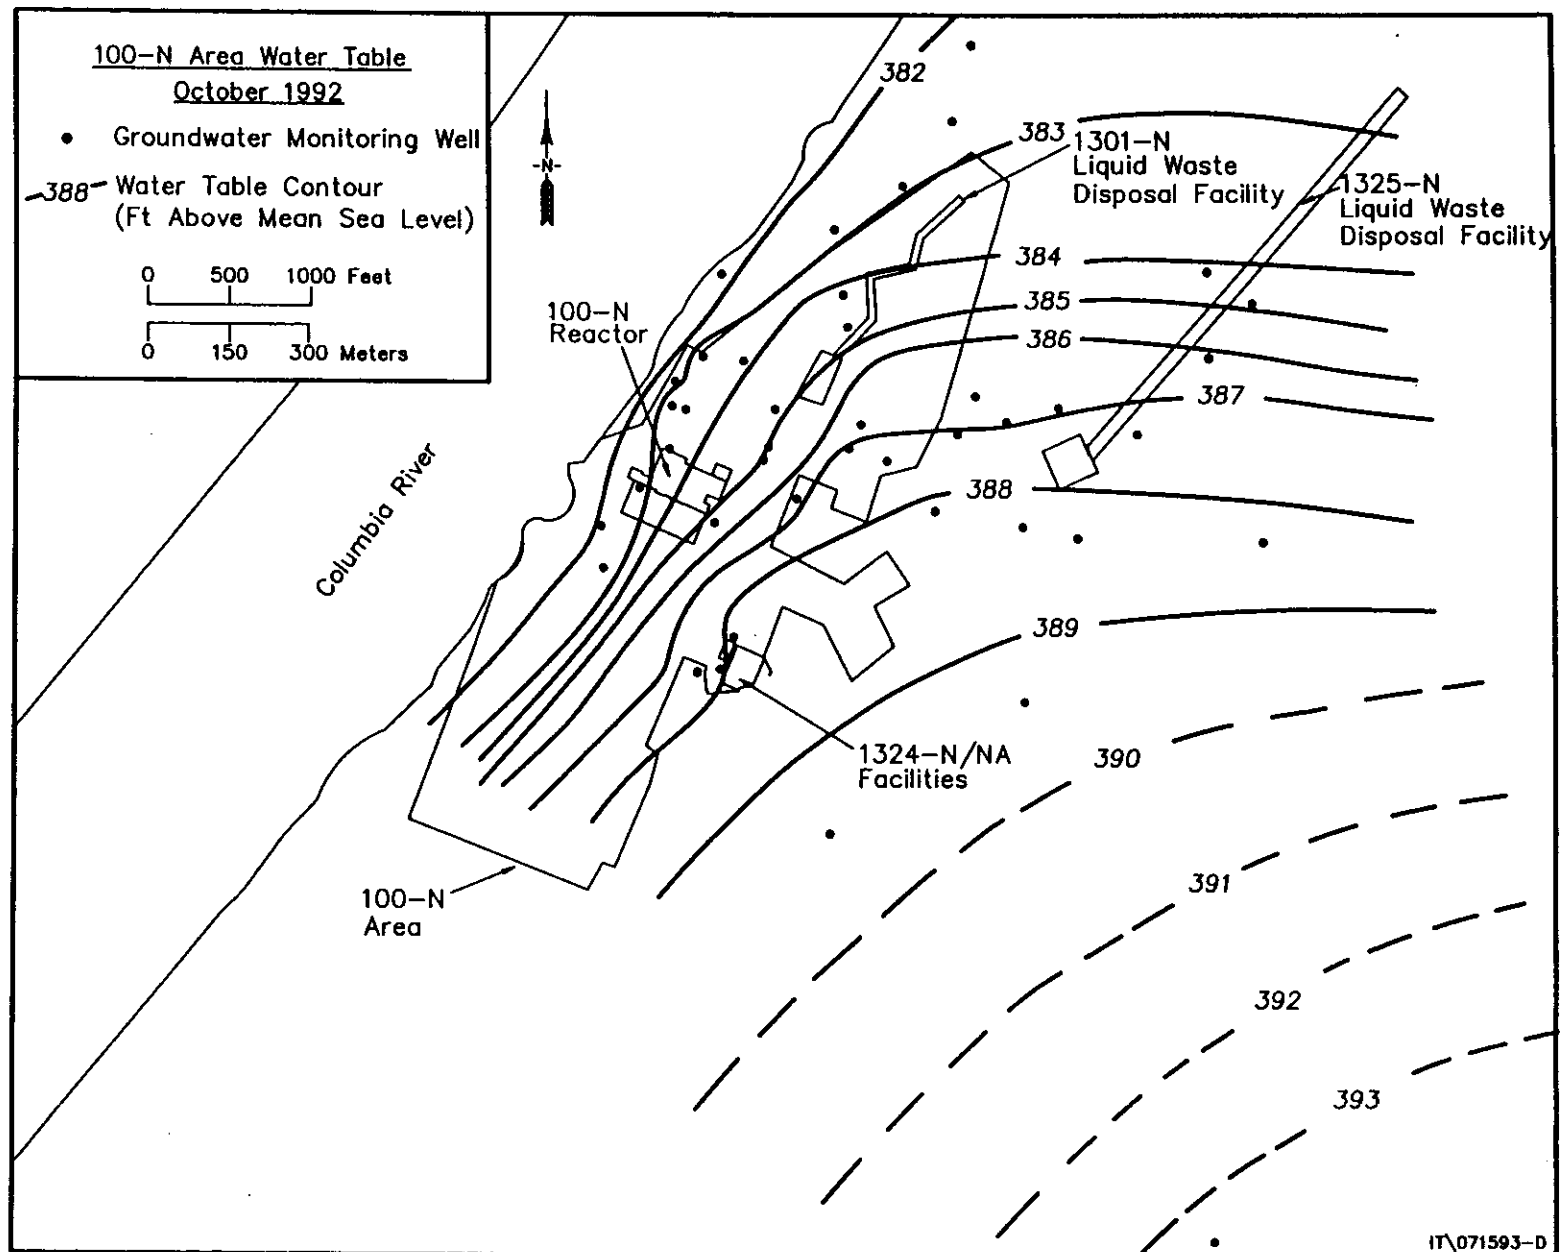 100-N Area Water Table
October 1992
Groundwater Monitoring Well
388
Water Table Contour
(Ft Above Mean Sea Level)
0 500 1000 Feet
0 150 300 Meters
-N-
382
383
1301-N
Liquid Waste
Disposal Facility
1325-N
Liquid Waste
Disposal Facility
384
385
386
387
388
389
390
391
392
393
100-N
Reactor
Columbia River
1324-N/NA
Facilities
100-N
Area
IT\071593-D